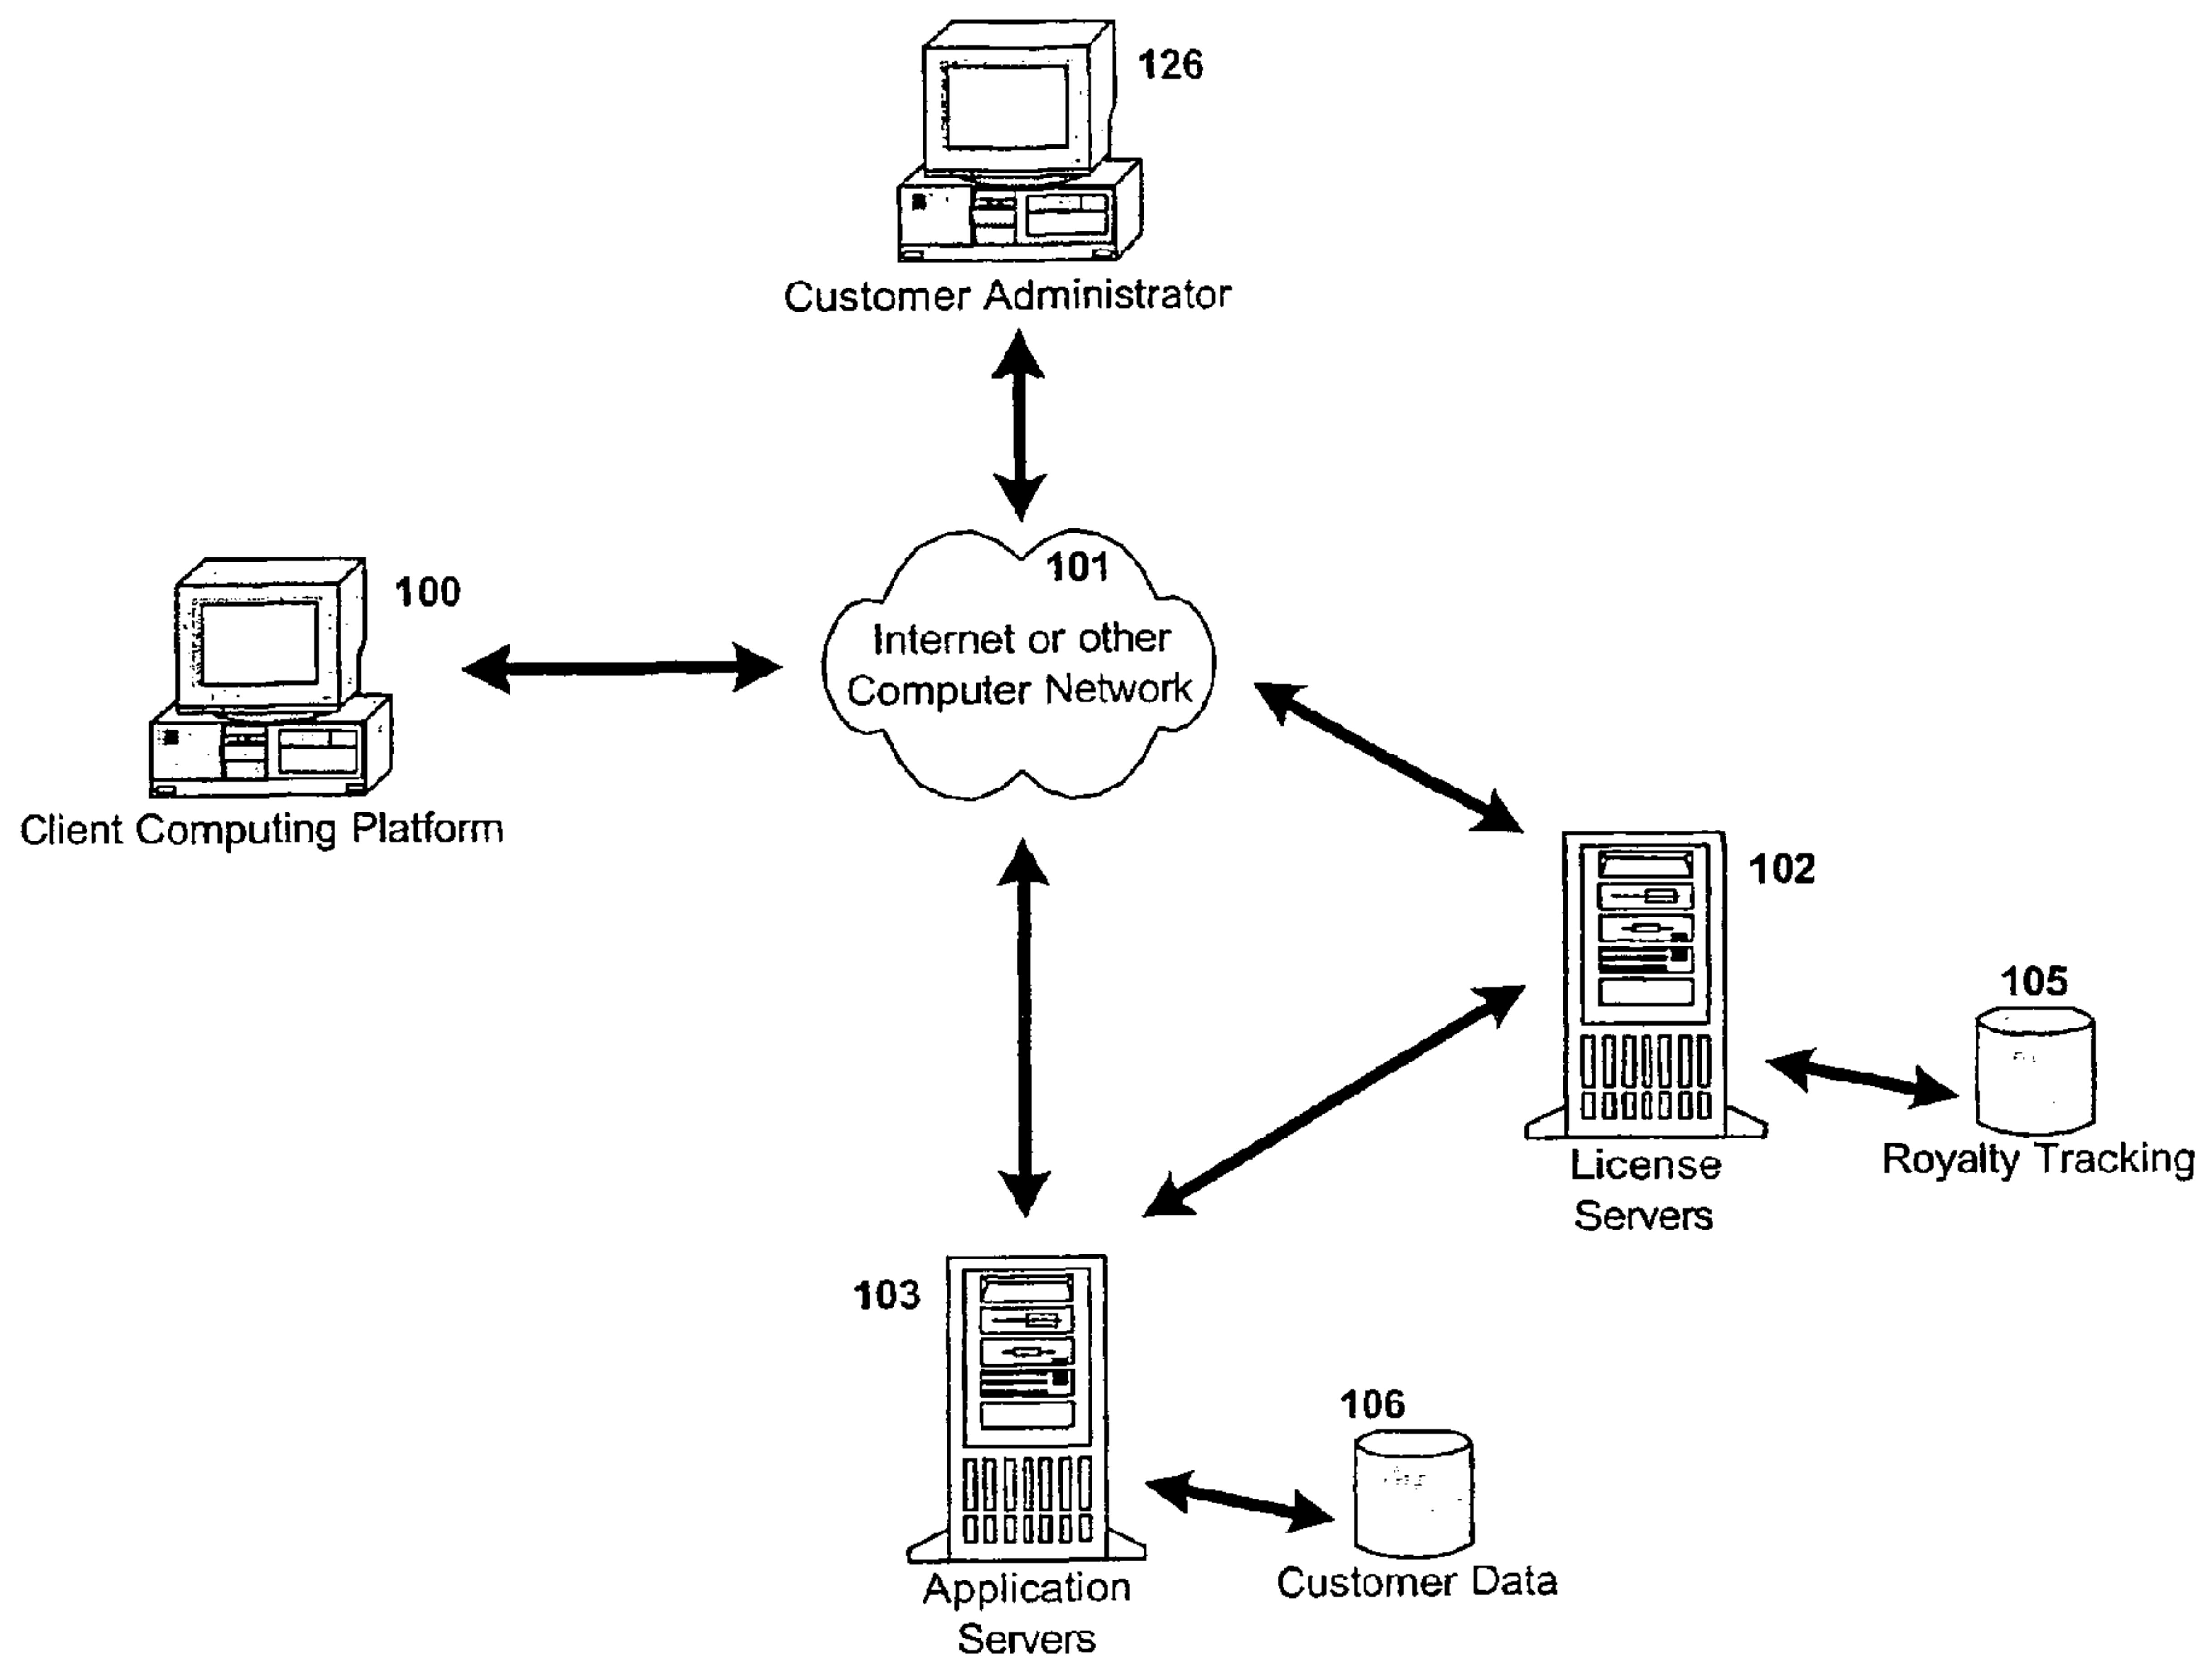 126
Customer Administrator
101
Internet or other
Computer Network
100
Client Computing Platform
102
License
Servers
105
Royalty Tracking
103
Application
Servers
106
Customer Data